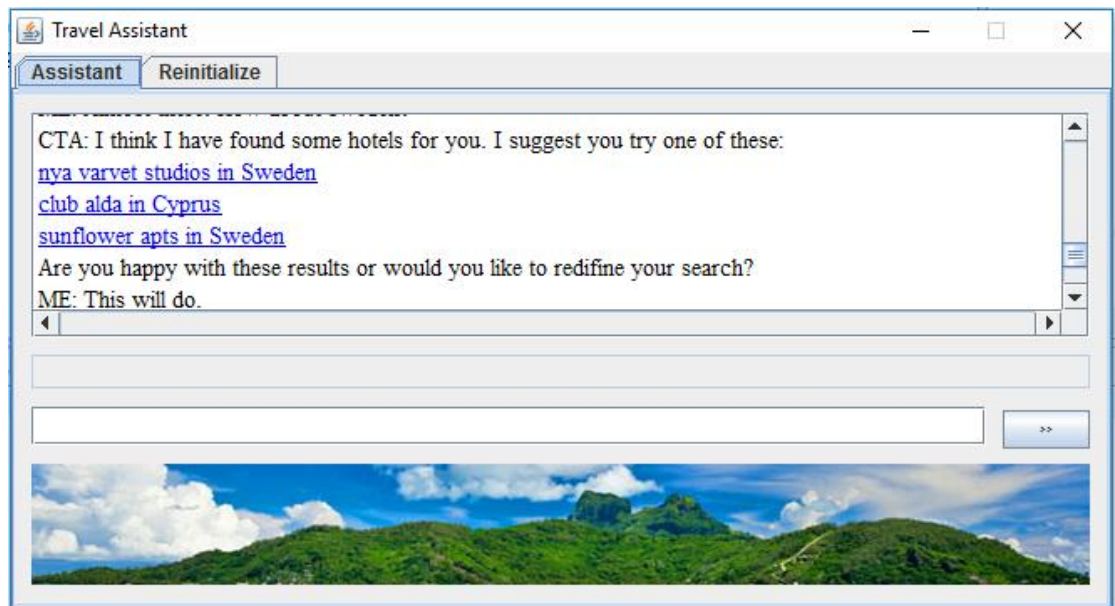 Travel Assistant
Assistant
Reinitialize
CTA: I think I have found some hotels for you. I suggest you try one of these:
nya varvet studios in Sweden
club alda in Cyprus
sunflower apts in Sweden
Are you happy with these results or would you like to redifine your search?
ME: This will do.
>>